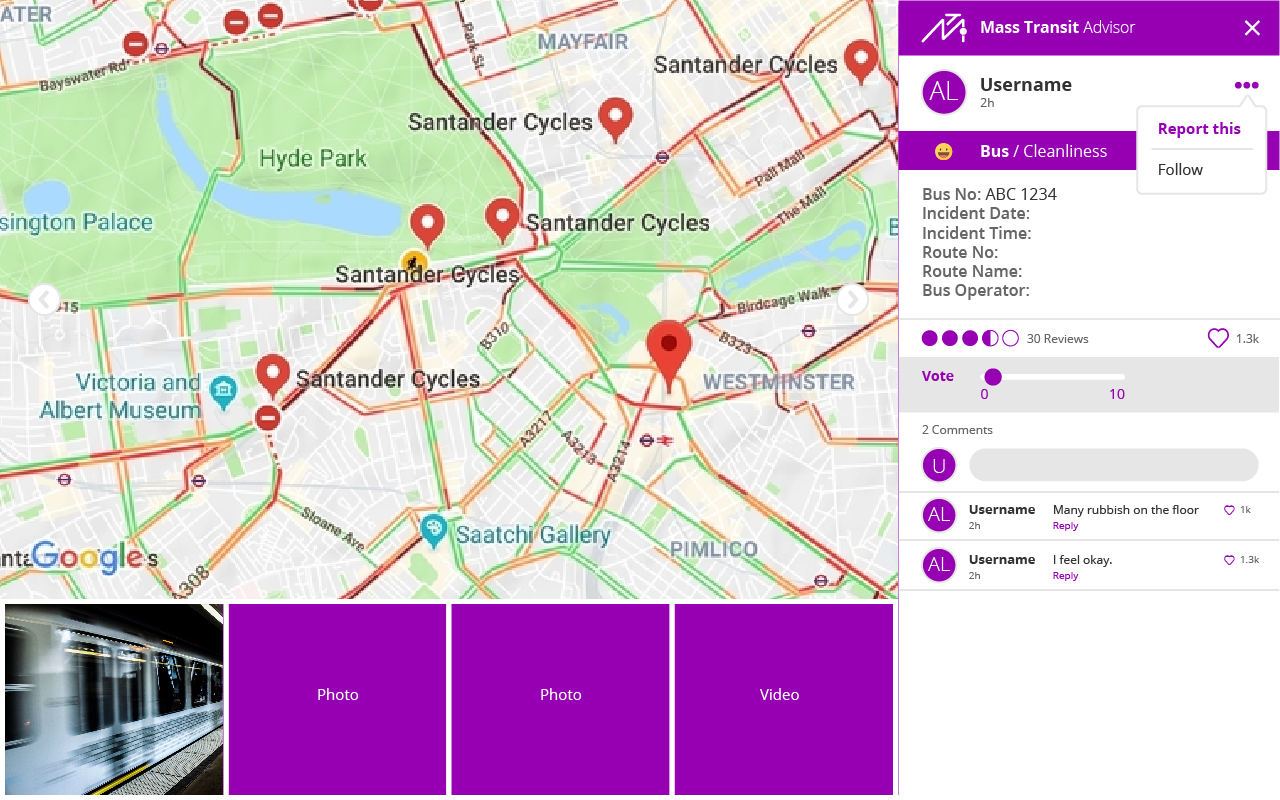 ATER
Bayswater Rd
Park St
MAYFAIR
Santander Cycles
Santander Cycles
Hyde Park
Pall Mall
The Mall
sington Palace
Santander Cycles
Santander Cycles
15
Birdcage Walk
B310
B323
Victoria and
Albert Museum
Santander Cycles
WESTMINSTER
A3217
A3213
A3214
Sloane Ave
Saatchi Gallery
PIMLICO
Google
A308
Photo
Photo
Video
Mass Transit Advisor
AL
Username
2h
Report this
Follow
Bus / Cleanliness
Bus No: ABC 1234
Incident Date:
Incident Time:
Route No:
Route Name:
Bus Operator:
30 Reviews
1.3k
Vote
0 10
2 Comments
U
AL Username Many rubbish on the floor 1k
2h Reply
AL Username I feel okay. 1.3k
2h Reply